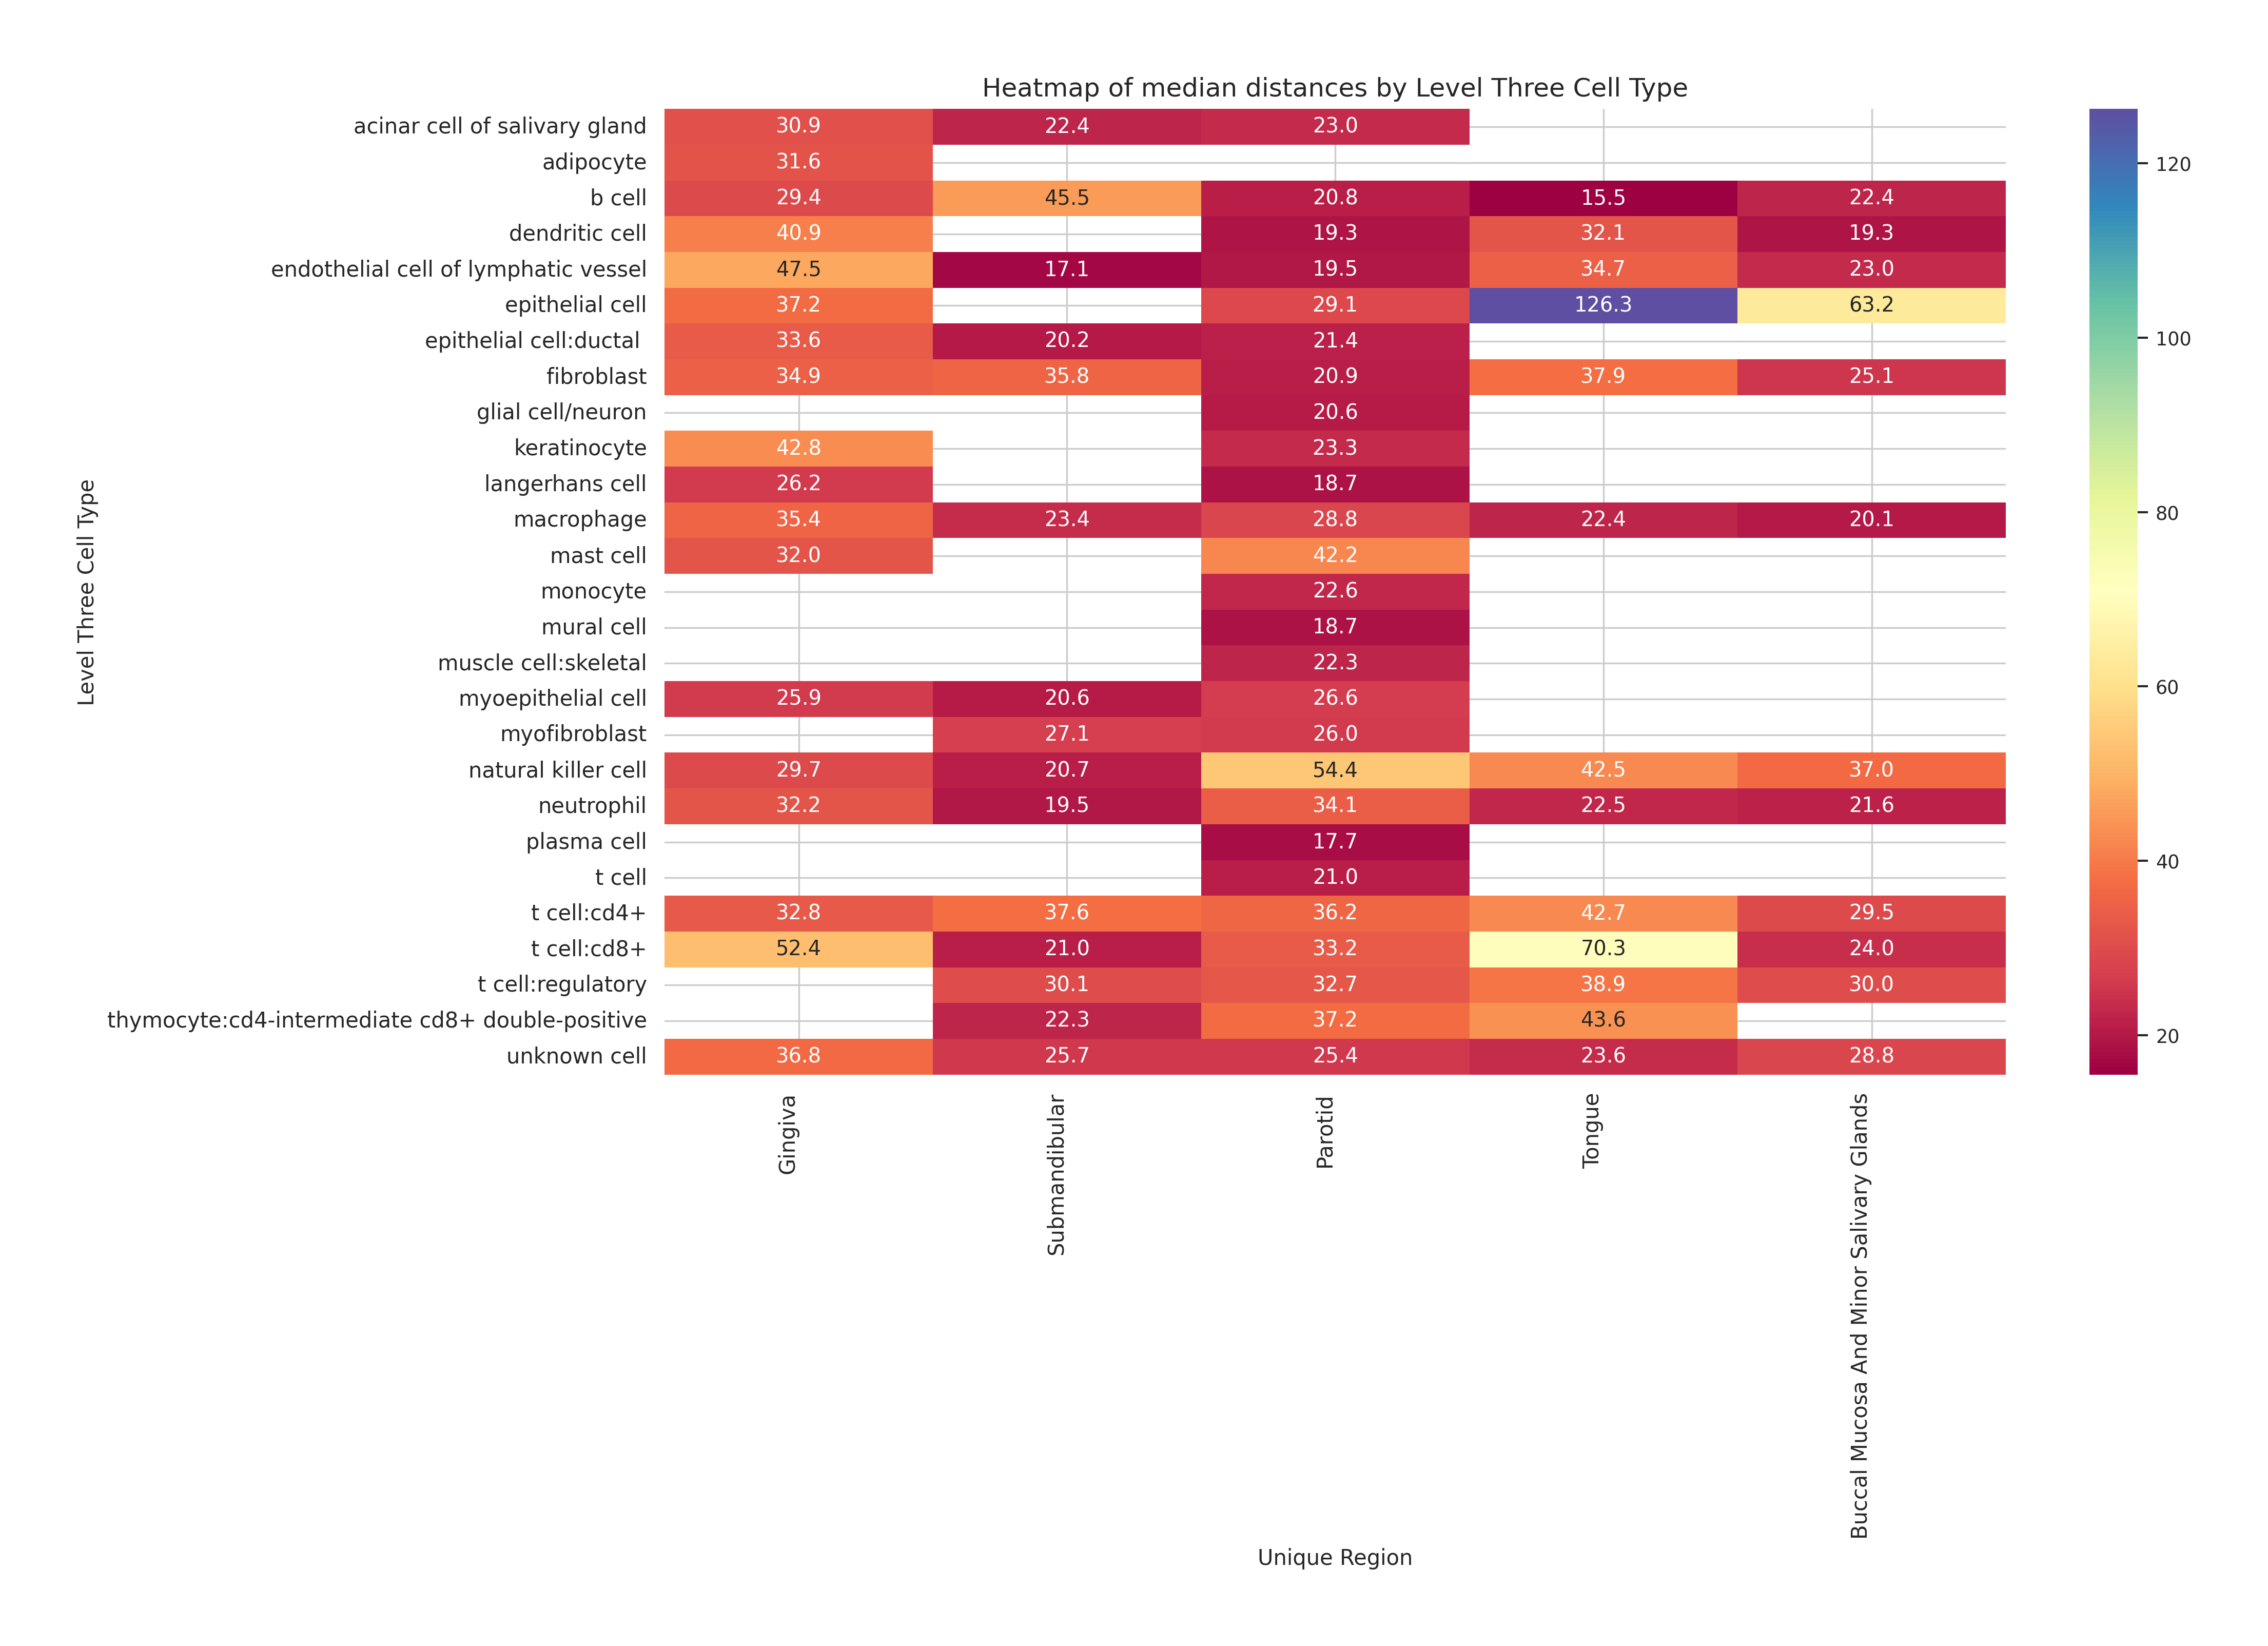 Heatmap of median distances by Level Three Cell Type
Level Three Cell Type
acinar cell of salivary gland 30.9 22.4 23.0
adipocyte 31.6
b cell 29.4 45.5 20.8 15.5 22.4
dendritic cell 40.9 19.3 32.1 19.3
endothelial cell of lymphatic vessel 47.5 17.1 19.5 34.7 23.0
epithelial cell 37.2 29.1 126.3 63.2
epithelial cell:ductal 33.6 20.2 21.4
fibroblast 34.9 35.8 20.9 37.9 25.1
glial cell/neuron 20.6
keratinocyte 42.8 23.3
langerhans cell 26.2 18.7
macrophage 35.4 23.4 28.8 22.4 20.1
mast cell 32.0 42.2
monocyte 22.6
mural cell 18.7
muscle cell:skeletal 22.3
myoepithelial cell 25.9 20.6 26.6
myofibroblast 27.1 26.0
natural killer cell 29.7 20.7 54.4 42.5 37.0
neutrophil 32.2 19.5 34.1 22.5 21.6
plasma cell 17.7
t cell 21.0
t cell:cd4+ 32.8 37.6 36.2 42.7 29.5
t cell:cd8+ 52.4 21.0 33.2 70.3 24.0
t cell:regulatory 30.1 32.7 38.9 30.0
thymocyte:cd4-intermediate cd8+ double-positive 22.3 37.2 43.6
unknown cell 36.8 25.7 25.4 23.6 28.8
Gingiva
Submandibular
Parotid
Tongue
Buccal Mucosa And Minor Salivary Glands
Unique Region
120
100
80
60
40
20